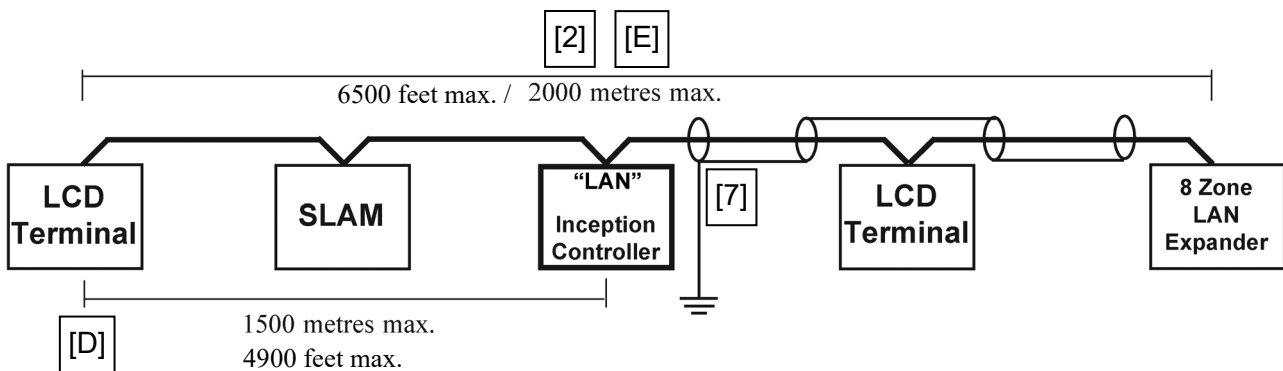 [2] [E]
6500 feet max. / 2000 metres max.
LCD
Terminal
SLAM
“LAN”
Inception
Controller
[7]
LCD
Terminal
8 Zone
LAN
Expander
[D]
1500 metres max.
4900 feet max.